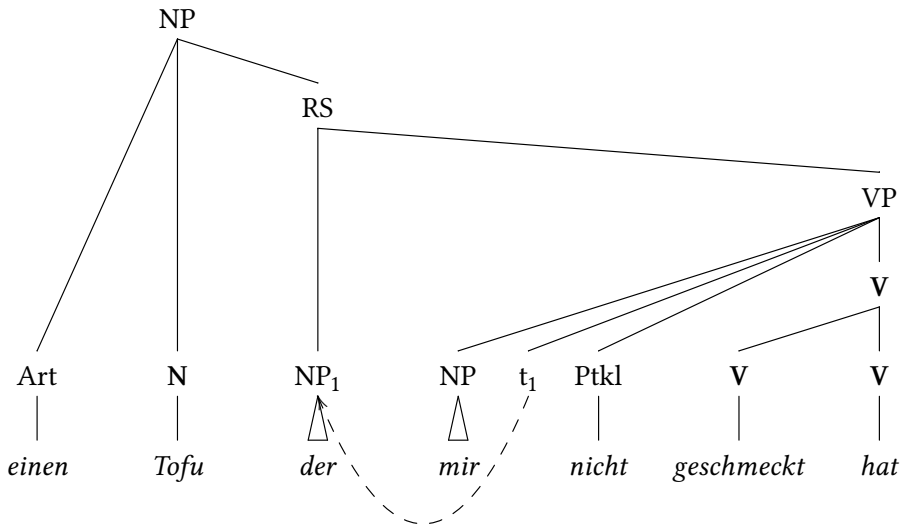 NP
RS
VP
V
Art N NP₁ NP t₁ Ptkl V V
einen Tofu der mir nicht geschmeckt hat